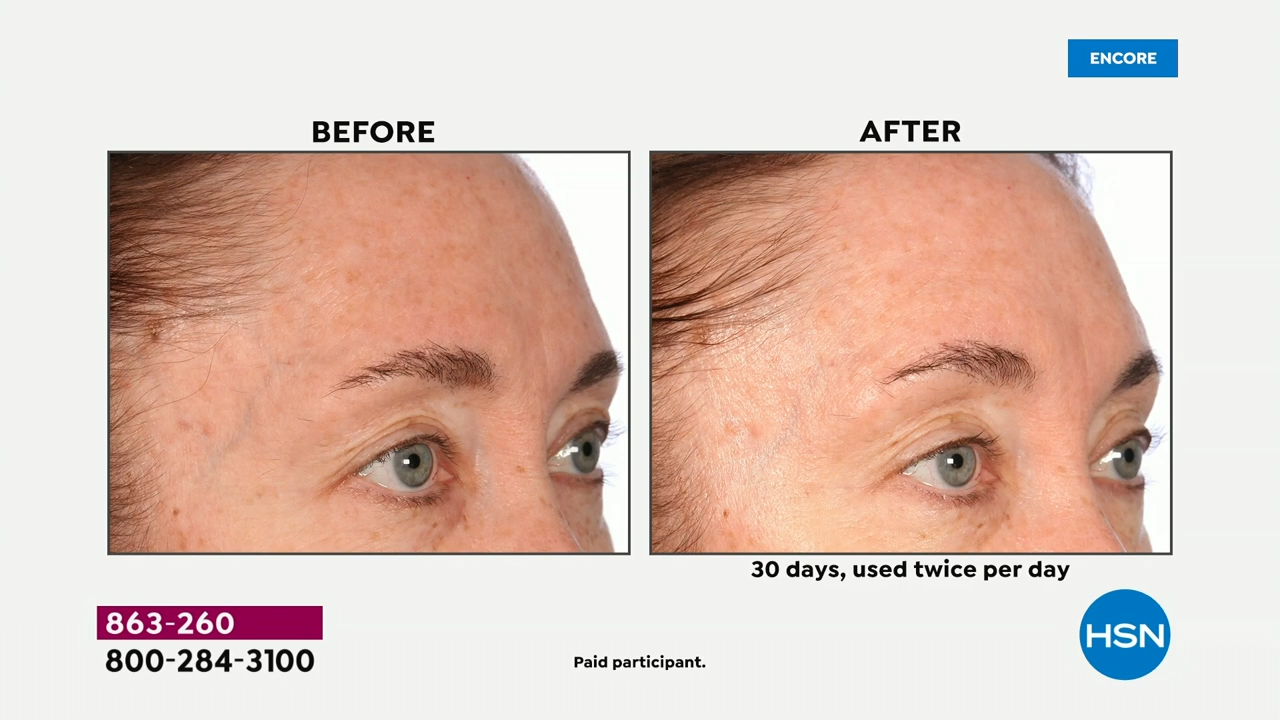 ENCORE
BEFORE
AFTER
30 days, used twice per day
863-260
800-284-3100
Paid participant.
HSN